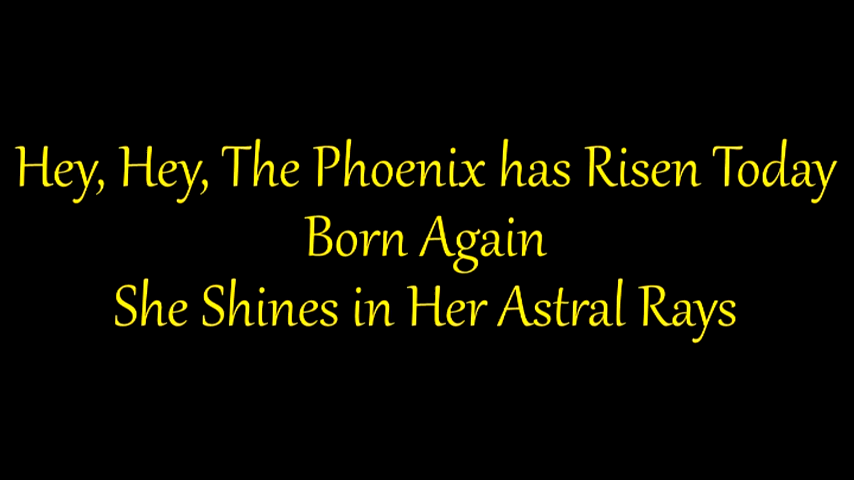 Hey, Hey, The Phoenix has Risen Today
Born Again
She Shines in Her Astral Rays